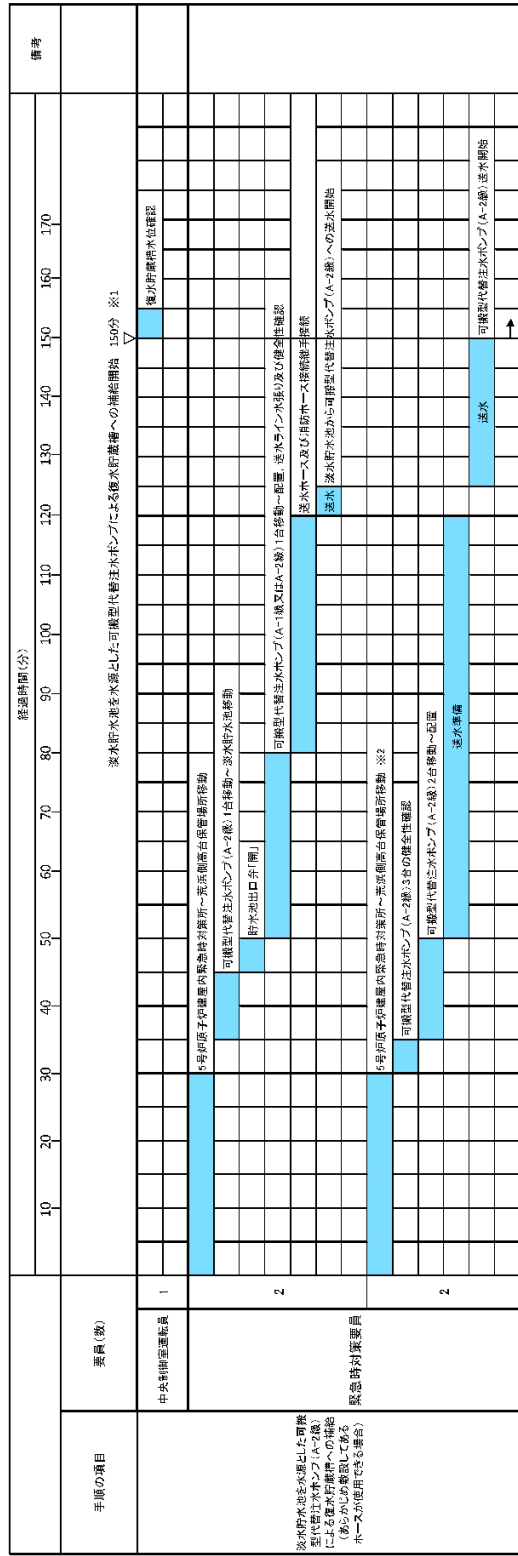 経過時間(分)
備考
手順の項目
要員(数)
10
20
30
40
50
60
70
80
90
100
110
120
130
140
150
160
170
淡水貯水池を水源とした可搬型代替注水ポンプによる復水貯蔵槽への補給開始 150分 ※1
▽
淡水貯水池を水源とした可搬
型代替注水ポンプ(A-2級)
による復水貯蔵槽への補給
(あらかじめ敷設してある
ホースが使用できる場合)
中央制御室運転員
1
復水貯蔵槽水位確認
緊急時対策要員
2
5号炉原子炉建屋内緊急時対策所～荒浜側高台保管場所移動
可搬型代替注水ポンプ(A-2級)1台移動～淡水貯水池移動
貯水池出口弁「開」
可搬型代替注水ポンプ(A-1級又はA-2級)1台移動～配置、送水ライン水張り及び健全性確認
送水ホース及び消防ホース接続継手接続
送水
淡水貯水池から可搬型代替注水ポンプ(A-2級)への送水開始
2
5号炉原子炉建屋内緊急時対策所～荒浜側高台保管場所移動 ※2
可搬型代替注水ポンプ(A-2級)3台の健全性確認
可搬型代替注水ポンプ(A-2級)2台移動～配置
送水準備
送水
可搬型代替注水ポンプ(A-2級)送水開始